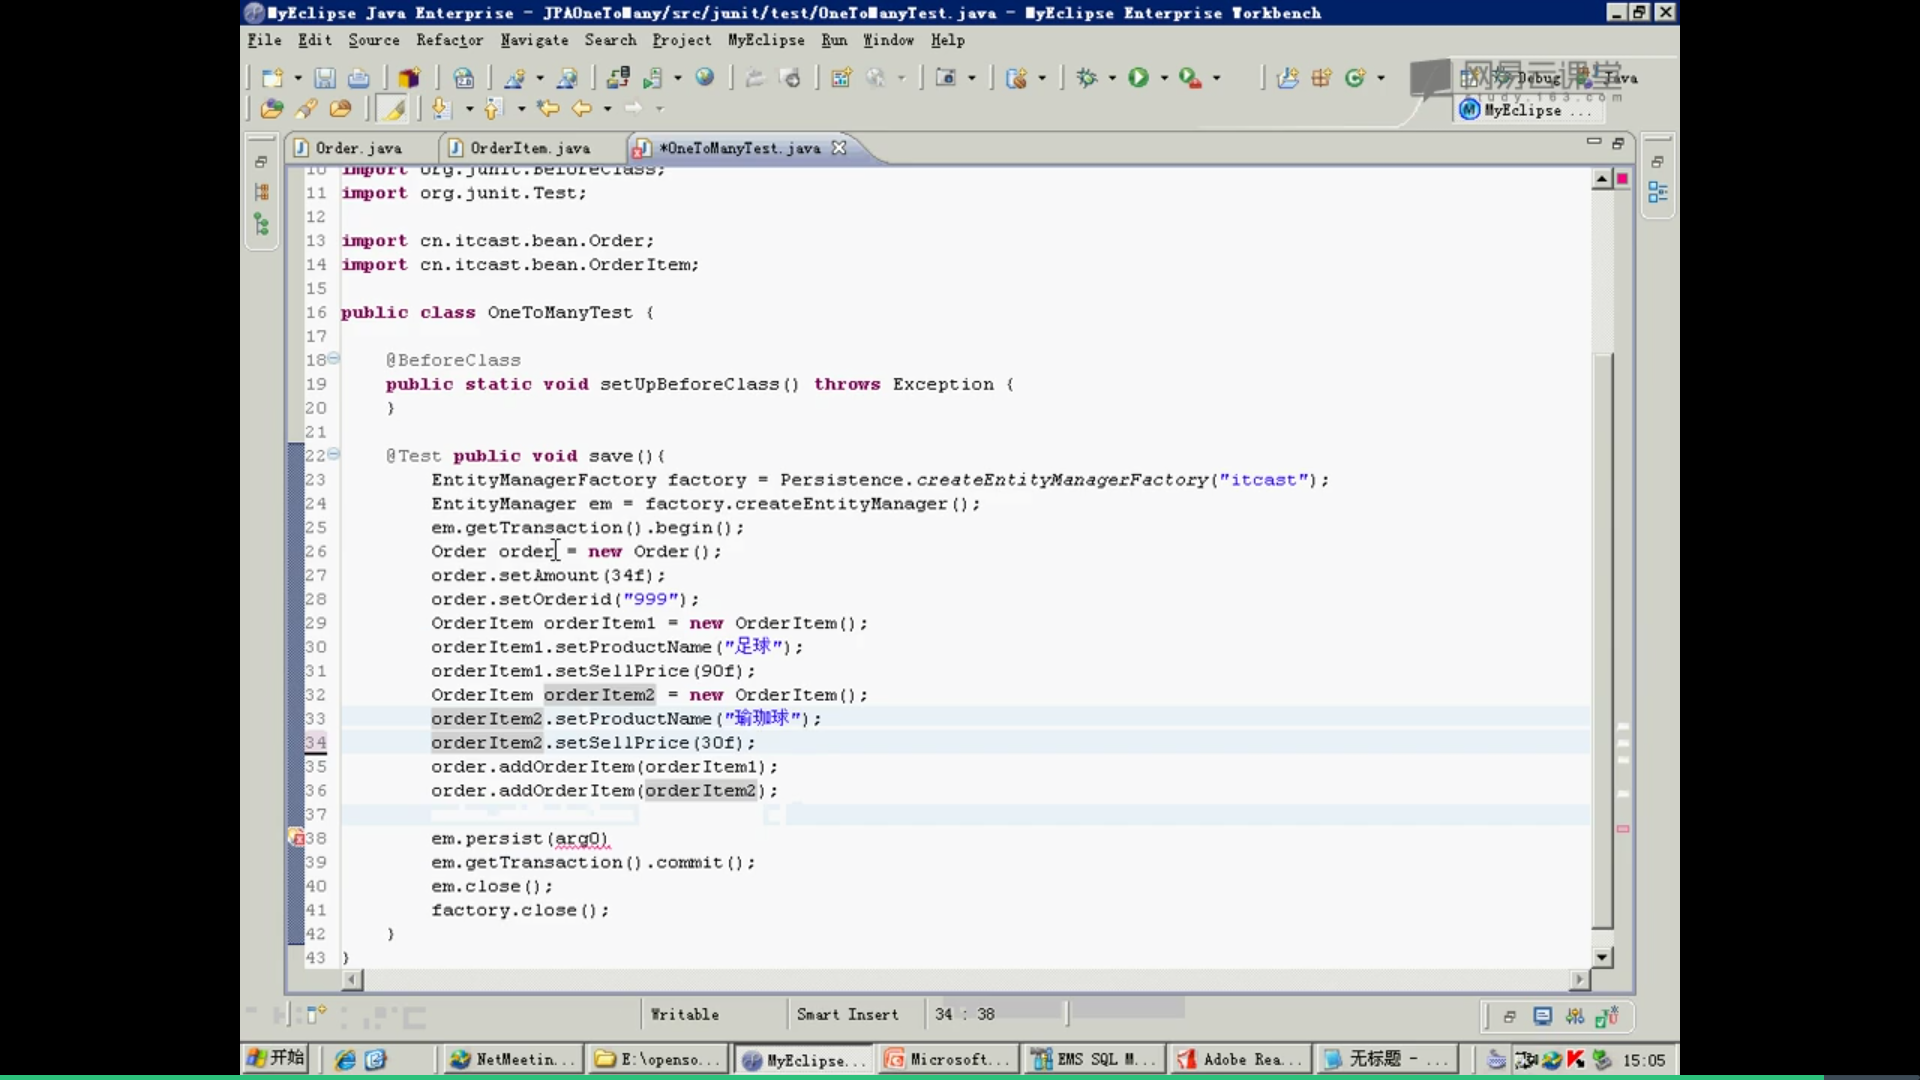 MyEclipse Java Enterprise - JPAOneToMany/src/junit/test/OneToManyTest.java - MyEclipse Enterprise Workbench
File Edit Source Refactor Navigate Search Project MyEclipse Run Window Help
网易云课堂
Debug Java
study.163.com
MyEclipse ...
Order.java OrderItem.java *OneToManyTest.java
10 import org.junit.BeforeClass;
11 import org.junit.Test;
12
13 import cn.itcast.bean.Order;
14 import cn.itcast.bean.OrderItem;
15
16 public class OneToManyTest {
17
18 @BeforeClass
19 public static void setUpBeforeClass() throws Exception {
20 }
21
22 @Test public void save(){
23 EntityManagerFactory factory = Persistence.createEntityManagerFactory("itcast");
24 EntityManager em = factory.createEntityManager();
25 em.getTransaction().begin();
26 Order order = new Order();
27 order.setAmount(34f);
28 order.setOrderid("999");
29 OrderItem orderItem1 = new OrderItem();
30 orderItem1.setProductName("足球");
31 orderItem1.setSellPrice(90f);
32 OrderItem orderItem2 = new OrderItem();
33 orderItem2.setProductName("瑜珈球");
34 orderItem2.setSellPrice(30f);
35 order.addOrderItem(orderItem1);
36 order.addOrderItem(orderItem2);
37
38 em.persist(arg0)
39 em.getTransaction().commit();
40 em.close();
41 factory.close();
42 }
43 }
Writable Smart Insert 34 : 38
开始 NetMeetin... E:\openso... MyEclipse... Microsoft... EMS SQL M... Adobe Rea... 无标题 - ... 15:05